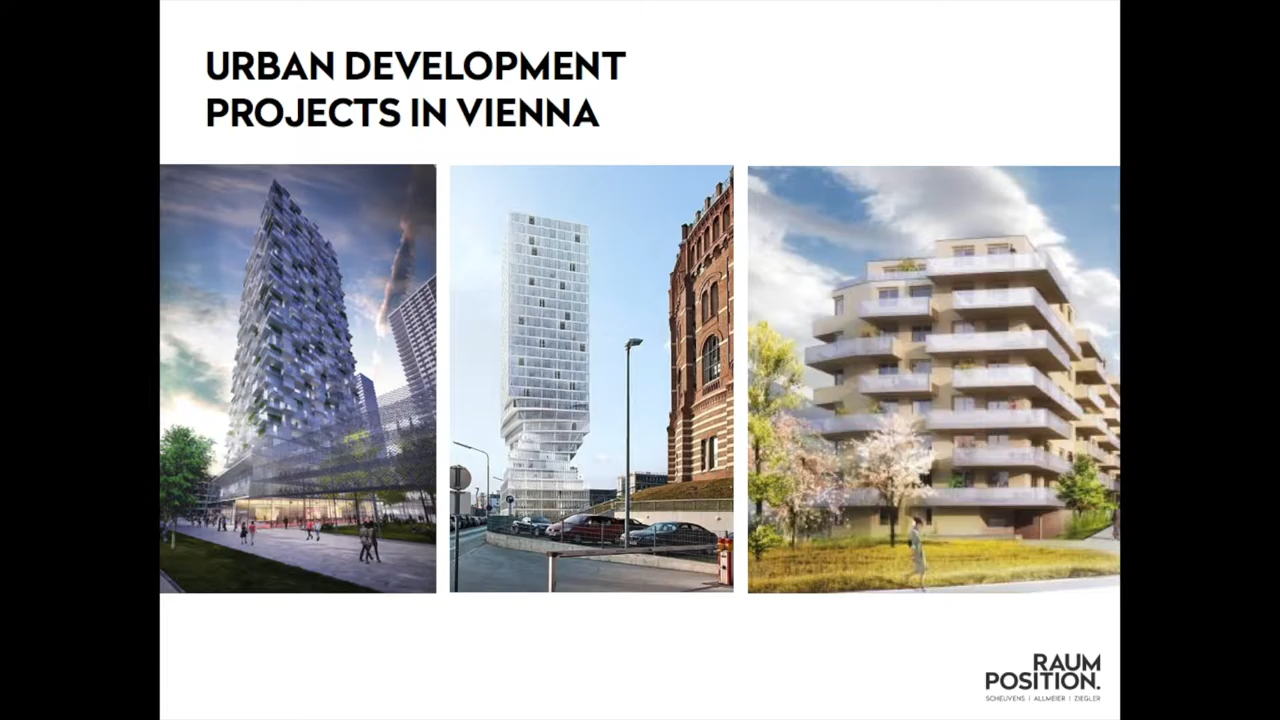 URBAN DEVELOPMENT
PROJECTS IN VIENNA
RAUM
POSITION.
SCHEUVENS | ALLMEIER | ZIEGLER